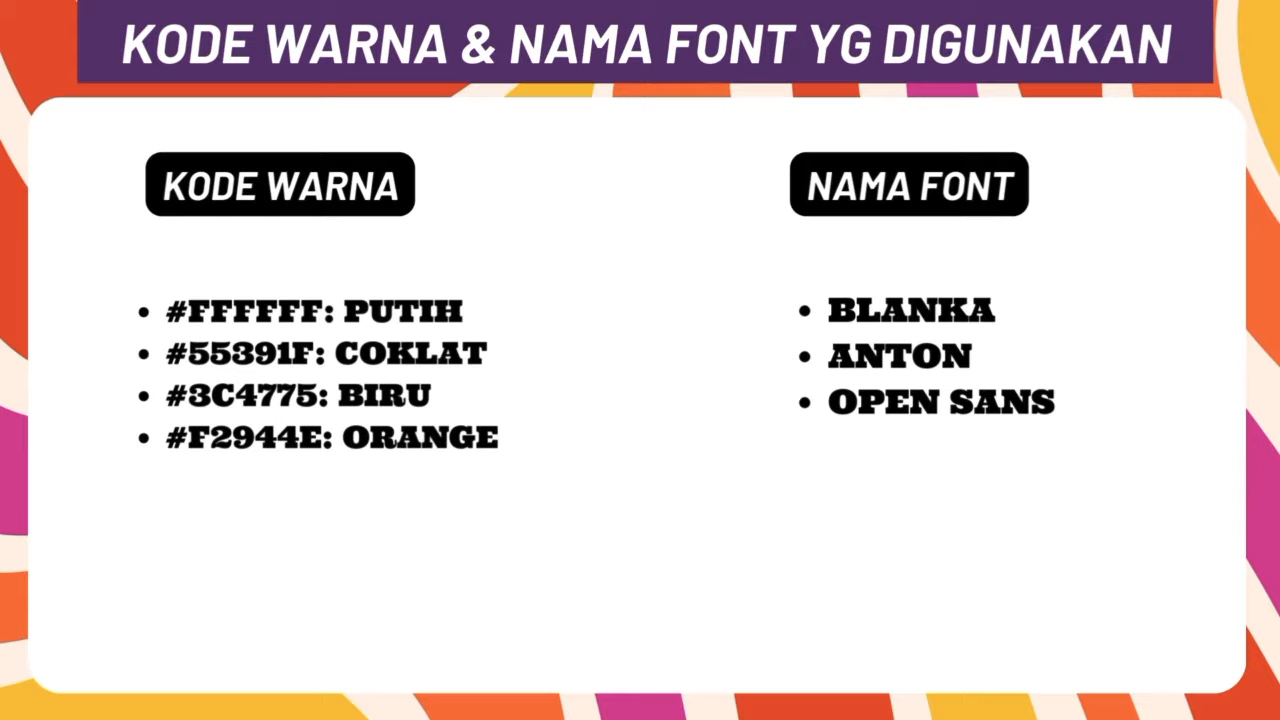 KODE WARNA & NAMA FONT YG DIGUNAKAN
KODE WARNA
• #FFFFFF: PUTIH
• #55391F: COKLAT
• #3C4775: BIRU
• #F2944E: ORANGE
NAMA FONT
• BLANKA
• ANTON
• OPEN SANS